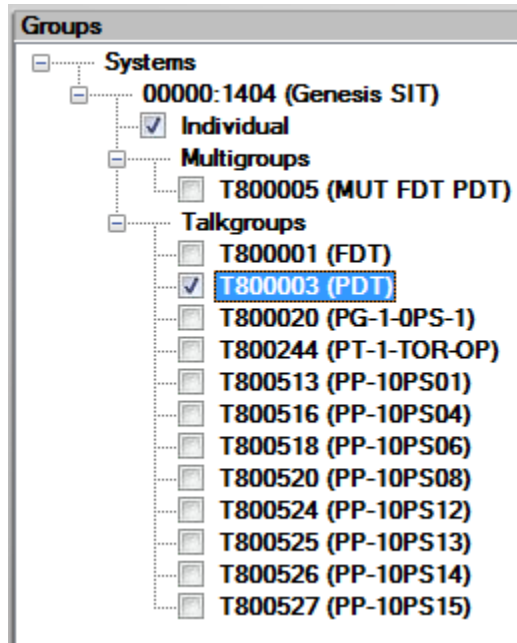 Groups
Systems
00000:1404 (Genesis SIT)
Individual
Multigroups
T800005 (MUT FDT PDT)
Talkgroups
T800001 (FDT)
T800003 (PDT)
T800020 (PG-1-0PS-1)
T800244 (PT-1-TOR-OP)
T800513 (PP-10PS01)
T800516 (PP-10PS04)
T800518 (PP-10PS06)
T800520 (PP-10PS08)
T800524 (PP-10PS12)
T800525 (PP-10PS13)
T800526 (PP-10PS14)
T800527 (PP-10PS15)